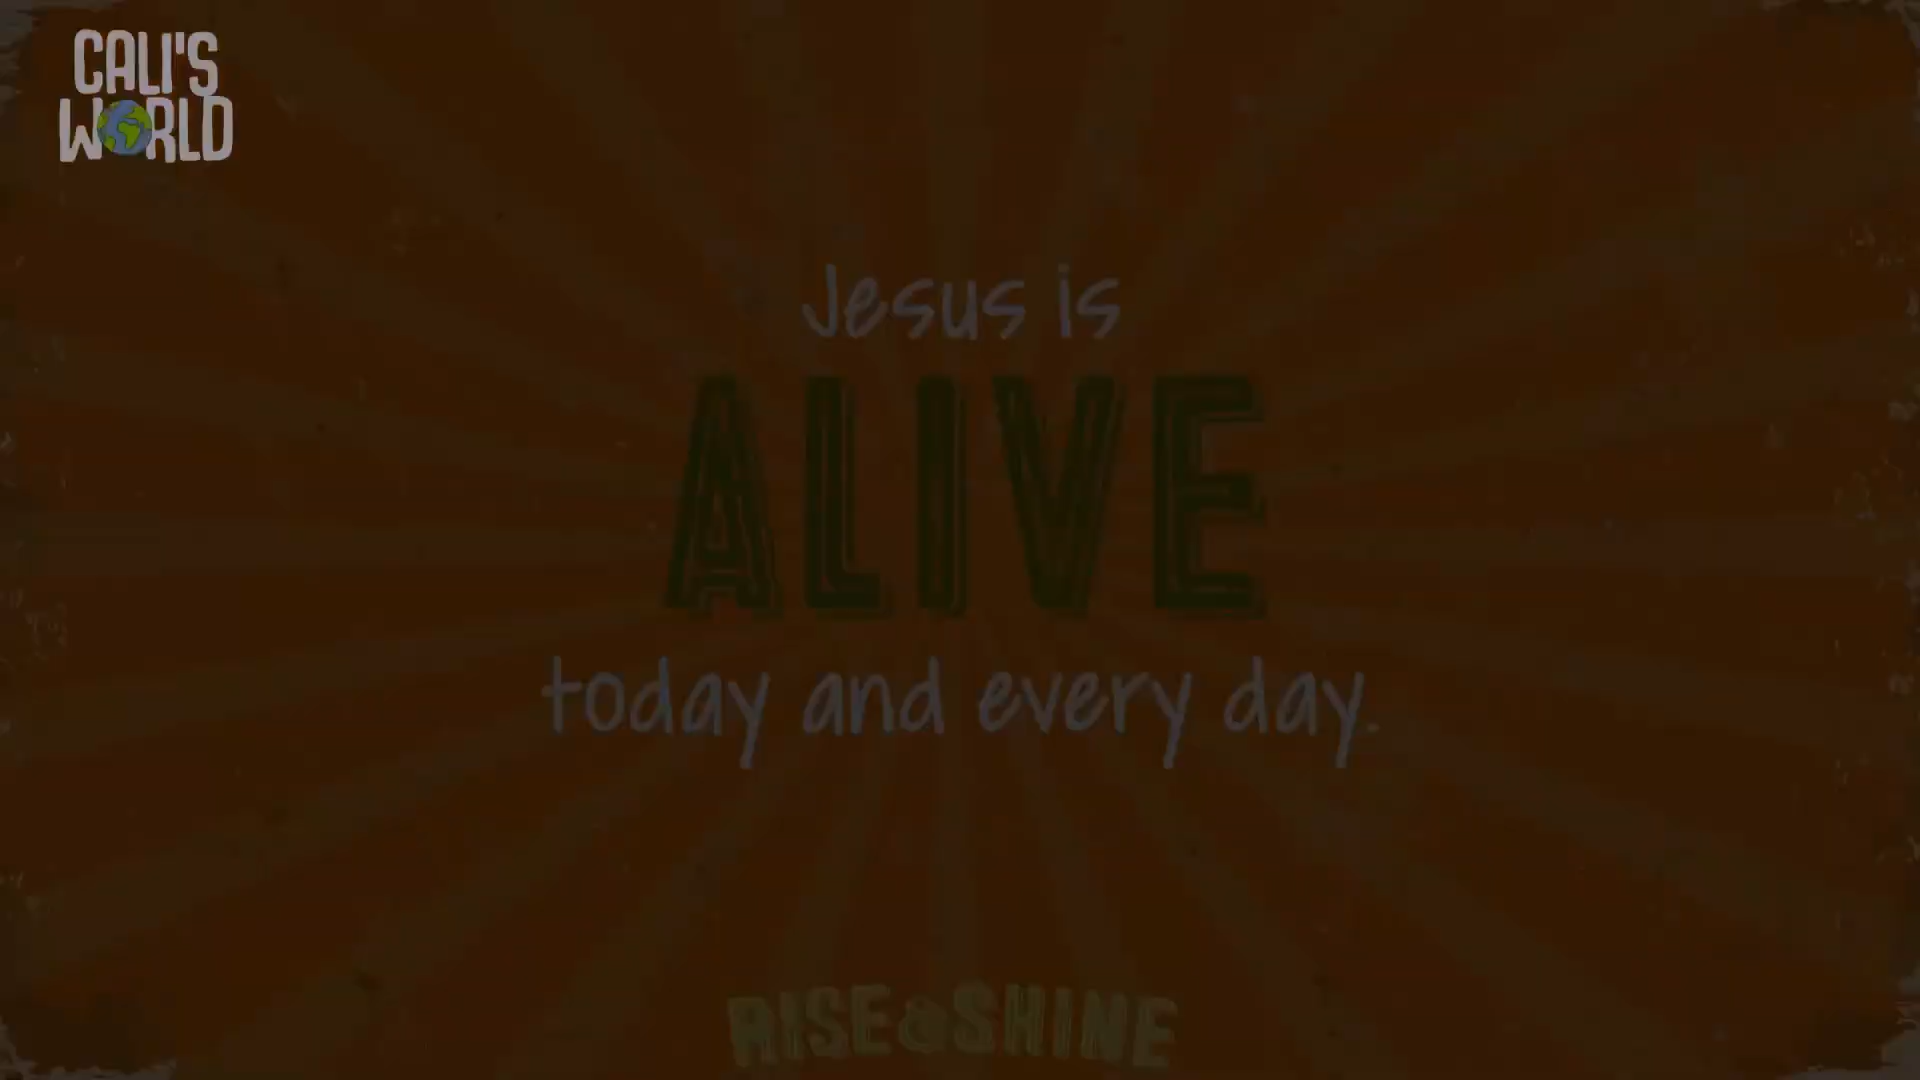 CALI'S
WORLD
Jesus is
ALIVE
today and every day.
RISE & SHINE